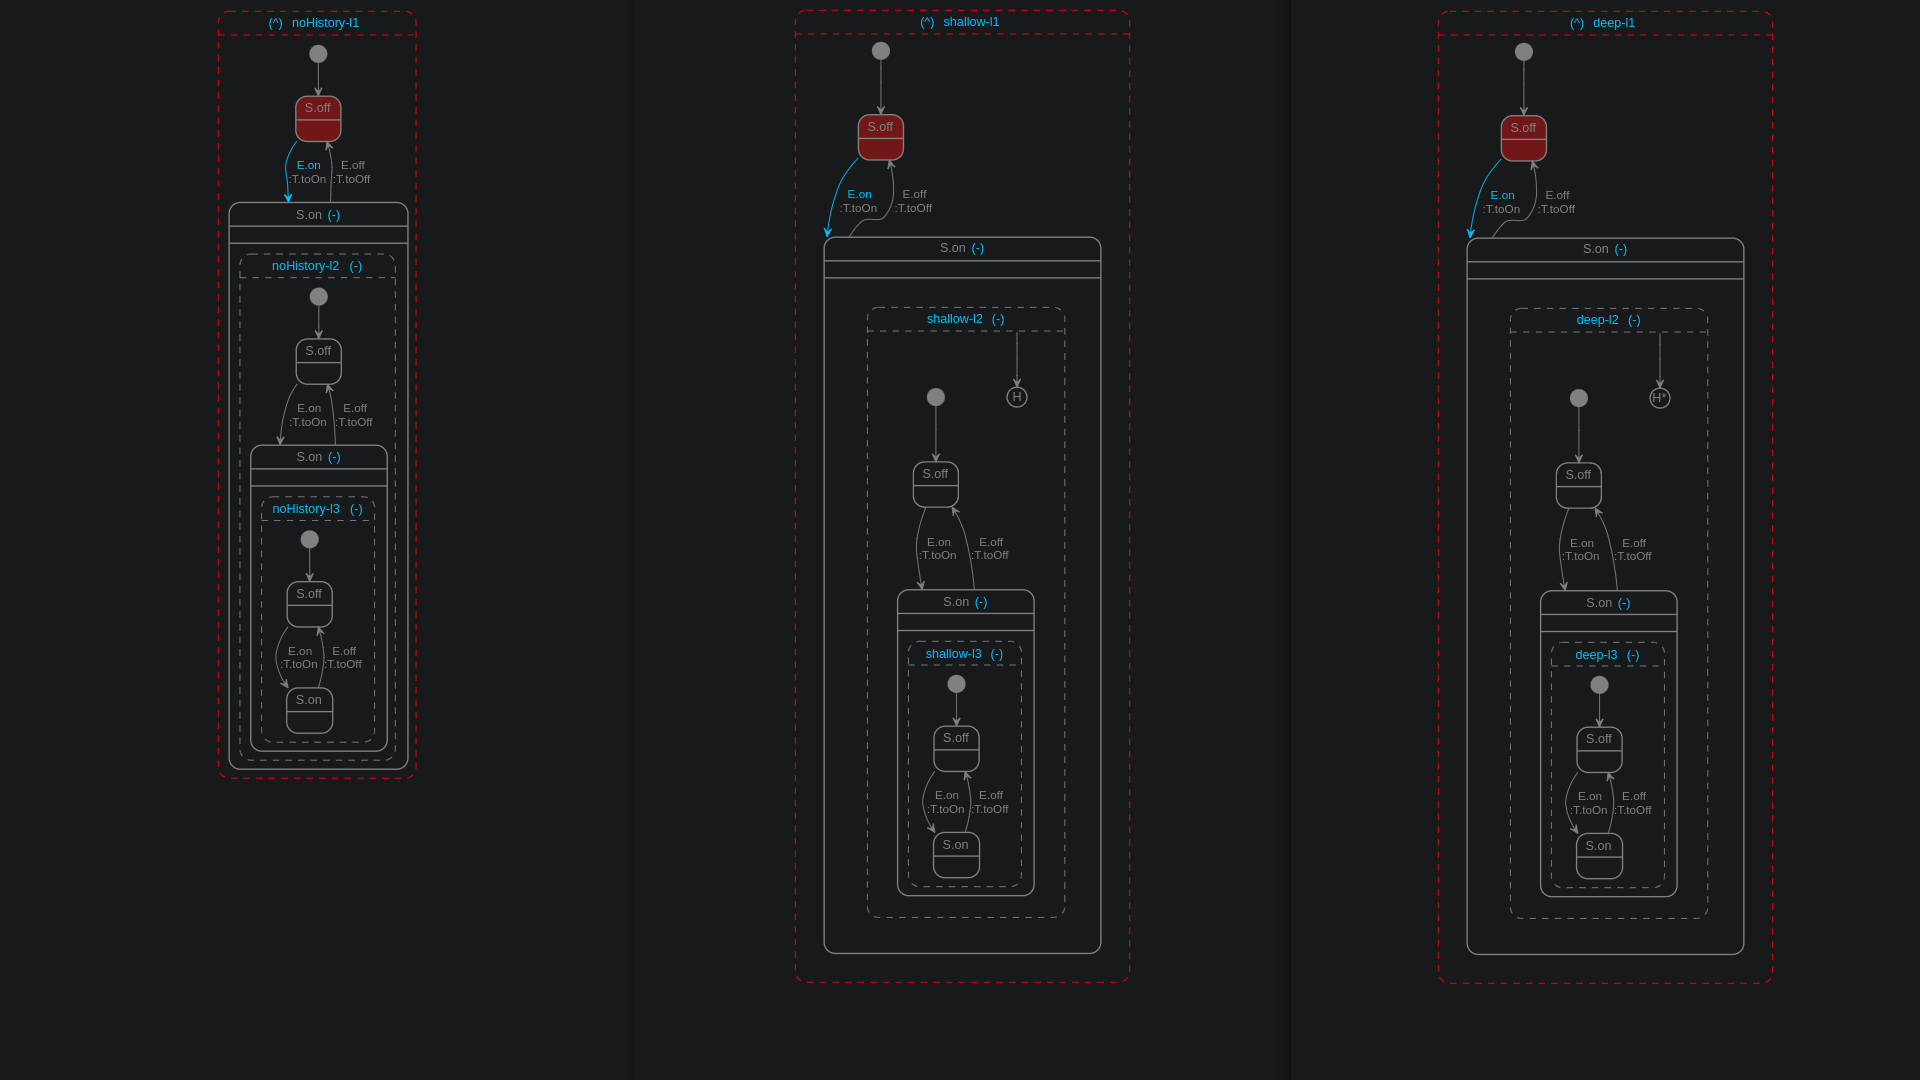 (^) noHistory-l1
S.off
E.on
:T.toOn
E.off
:T.toOff
S.on (-)
noHistory-l2 (-)
S.off
E.on
:T.toOn
E.off
:T.toOff
S.on (-)
noHistory-l3 (-)
S.off
E.on
:T.toOn
E.off
:T.toOff
S.on
(^) shallow-l1
S.off
E.on
:T.toOn
E.off
:T.toOff
S.on (-)
shallow-l2 (-)
H
S.off
E.on
:T.toOn
E.off
:T.toOff
S.on (-)
shallow-l3 (-)
S.off
E.on
:T.toOn
E.off
:T.toOff
S.on
(^) deep-l1
S.off
E.on
:T.toOn
E.off
:T.toOff
S.on (-)
deep-l2 (-)
H*
S.off
E.on
:T.toOn
E.off
:T.toOff
S.on (-)
deep-l3 (-)
S.off
E.on
:T.toOn
E.off
:T.toOff
S.on